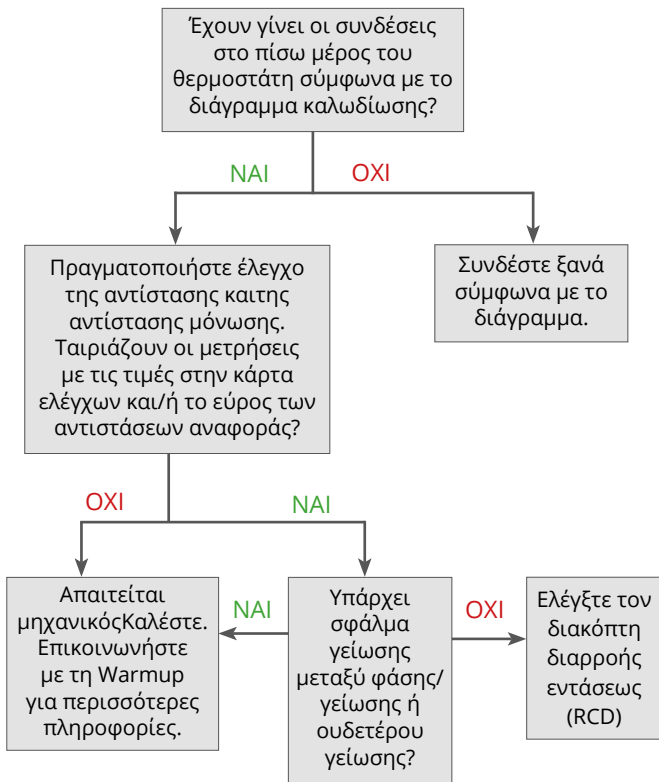 Έχουν γίνει οι συνδέσεις
στο πίσω μέρος του
θερμοστάτη σύμφωνα με το
διάγραμμα καλωδίωσης?
ΝΑΙ
ΟΧΙ
Πραγματοποιήστε έλεγχο
της αντίστασης καιτης
αντίστασης μόνωσης.
Ταιριάζουν οι μετρήσεις
με τις τιμές στην κάρτα
ελέγχων και/ή το εύρος των
αντιστάσεων αναφοράς?
Συνδέστε ξανά
σύμφωνα με το
διάγραμμα.
ΟΧΙ
ΝΑΙ
Απαιτείται
μηχανικόςΚαλέστε.
Επικοινωνήστε
με τη Warmup
για περισσότερες
πληροφορίες.
ΝΑΙ
Υπάρχει
σφάλμα
γείωσης
μεταξύ φάσης/
γείωσης ή
ουδετέρου
γείωσης?
ΟΧΙ
Ελέγξτε τον
διακόπτη
διαρροής
εντάσεως
(RCD)